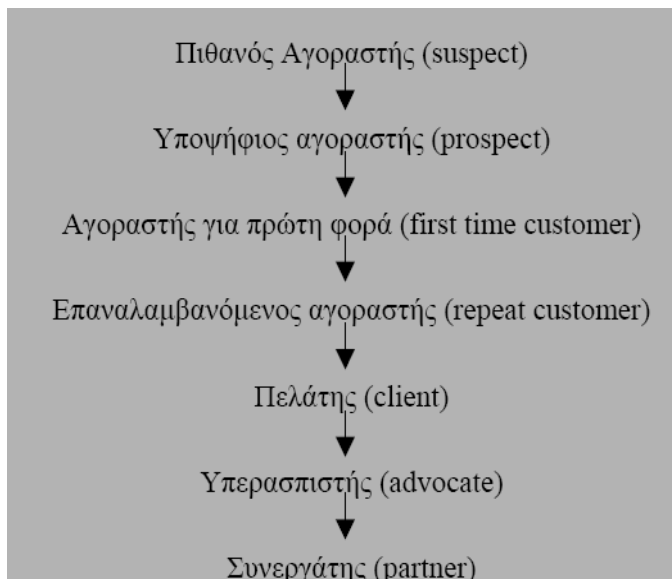 Πιθανός Αγοραστής (suspect)
Υποψήφιος αγοραστής (prospect)
Αγοραστής για πρώτη φορά (first time customer)
Επαναλαμβανόμενος αγοραστής (repeat customer)
Πελάτης (client)
Υπερασπιστής (advocate)
Συνεργάτης (partner)